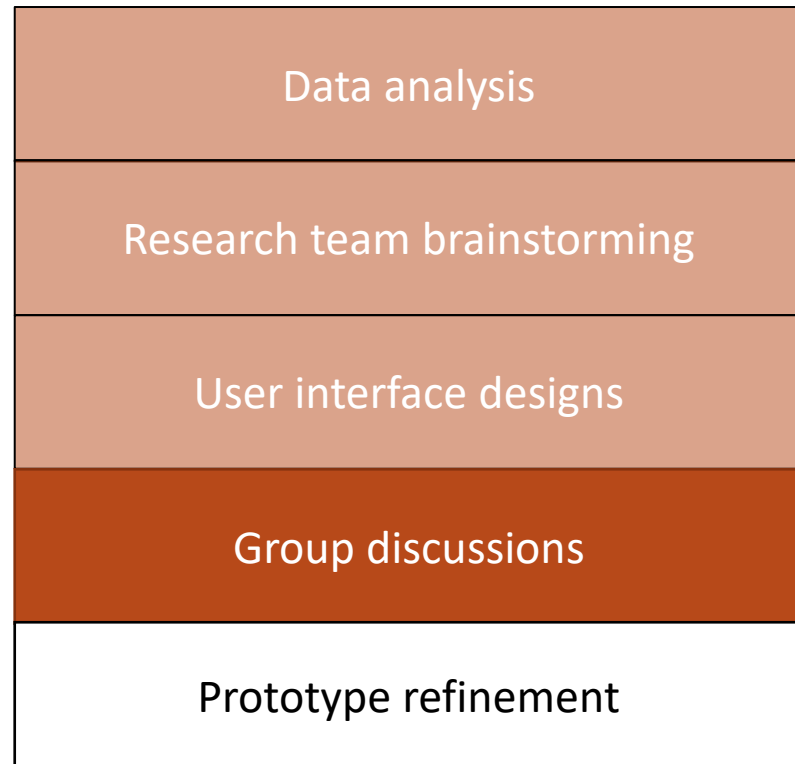 Data analysis
Research team brainstorming
User interface designs
Group discussions
Prototype refinement